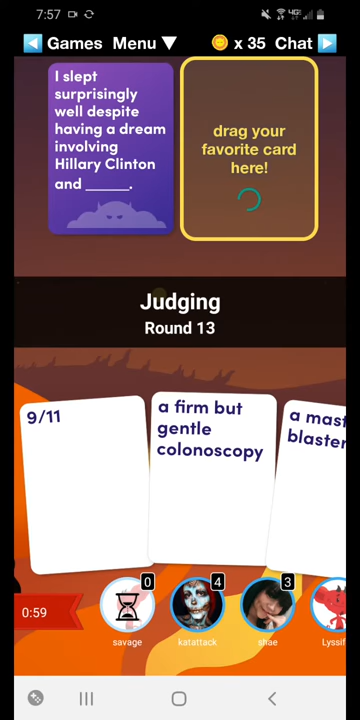 7:57
Games Menu ▼ x 35 Chat
I slept
surprisingly
well despite
having a dream
involving
Hillary Clinton
and ______.
drag your
favorite card
here!
Judging
Round 13
9/11
a firm but
gentle
colonoscopy
a
blaster
0:59
0
4
3
savage
katattack
shae
Lyssif